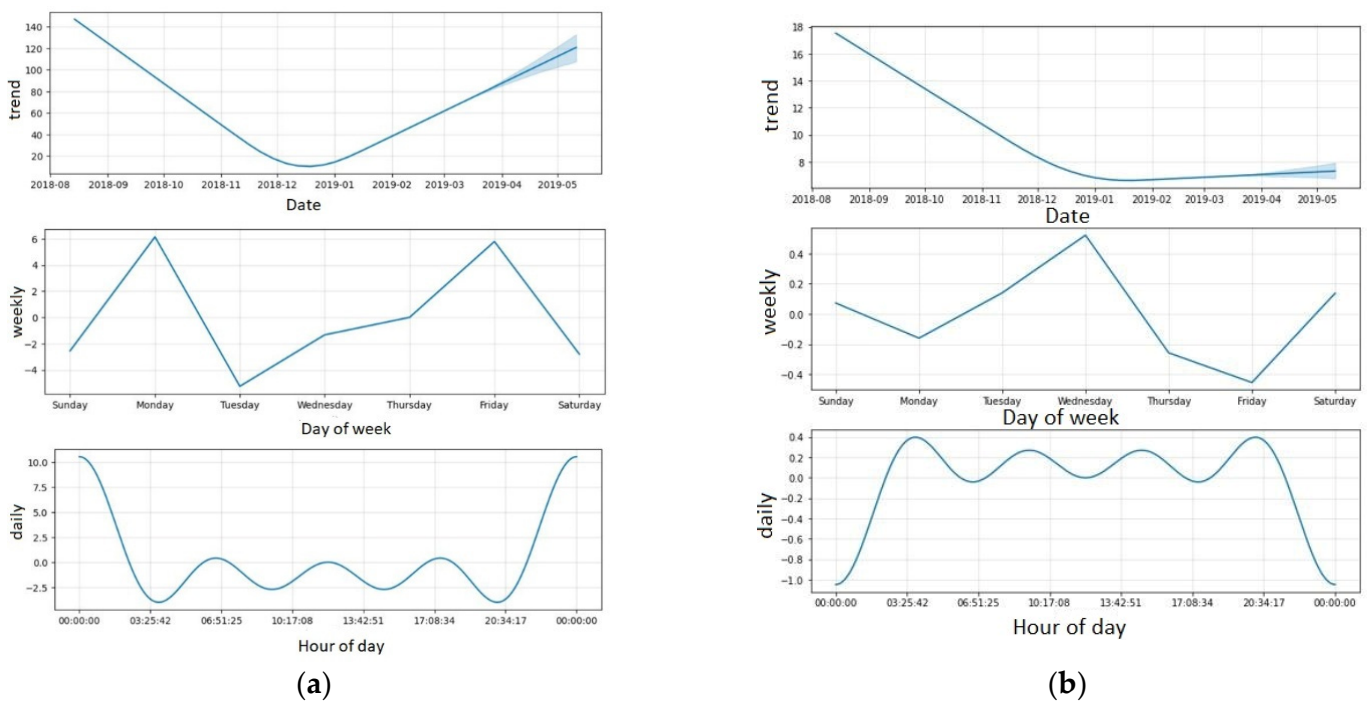 140
120
100
80
60
40
20
trend
2018-08 2018-09 2018-10 2018-11 2018-12 2019-01 2019-02 2019-03 2019-04 2019-05
Date
6
4
2
0
−2
−4
weekly
Sunday Monday Tuesday Wednesday Thursday Friday Saturday
Day of week
10.0
7.5
5.0
2.5
0.0
−2.5
daily
00:00:00 03:25:42 06:51:25 10:17:08 13:42:51 17:08:34 20:34:17 00:00:00
Hour of day
(a)
18
16
14
12
10
8
trend
2018-08 2018-09 2018-10 2018-11 2018-12 2019-01 2019-02 2019-03 2019-04 2019-05
Date
0.4
0.2
0.0
−0.2
−0.4
weekly
Sunday Monday Tuesday Wednesday Thursday Friday Saturday
Day of week
0.4
0.2
0.0
−0.2
−0.4
−0.6
−0.8
−1.0
daily
00:00:00 03:25:42 06:51:25 10:17:08 13:42:51 17:08:34 20:34:17 00:00:00
Hour of day
(b)